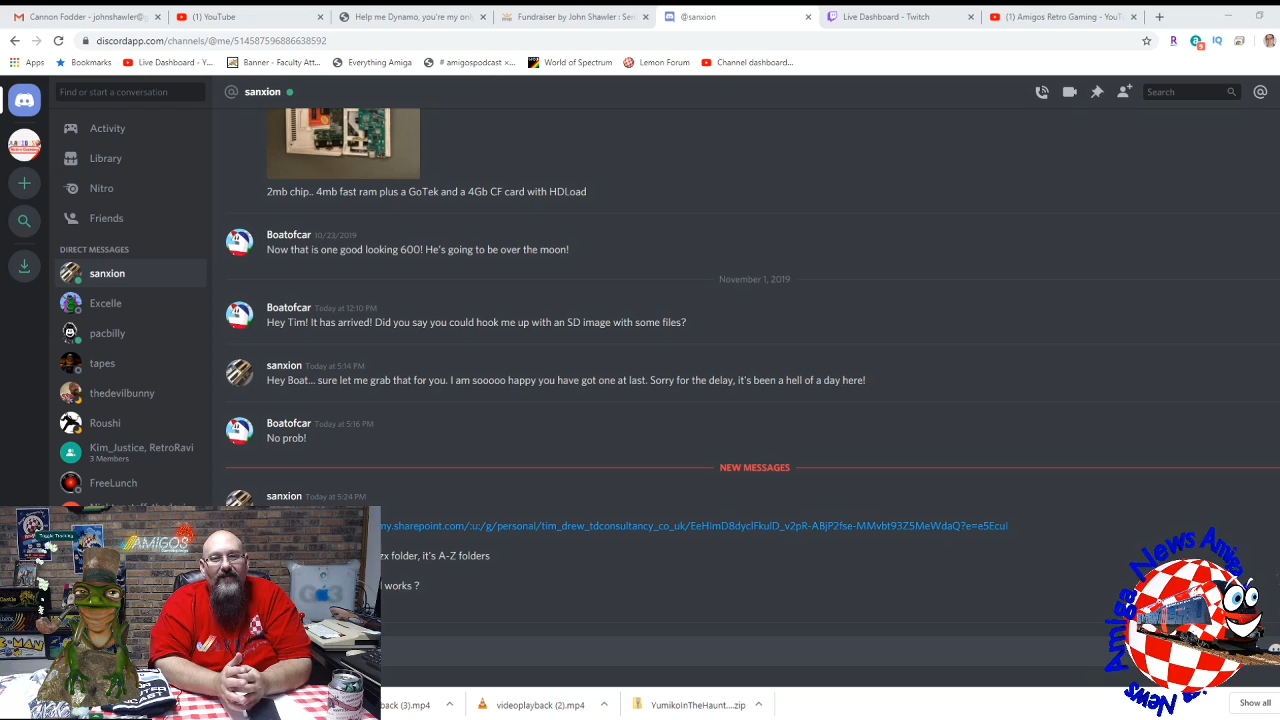 Cannon Fodder - johnshawler@g
(1) YouTube
Help me Dynamo, you're my on
Fundraiser by John Shawler : Seri
@sanxion
Live Dashboard - Twitch
(1) Amigos Retro Gaming - YouT
discordapp.com/channels/@me/514587596886638592
Apps
Bookmarks
Live Dashboard - Y...
Banner - Faculty Att...
Everything Amiga
# amigospodcast ×...
World of Spectrum
Lemon Forum
Channel dashboard...
Find or start a conversation
@ sanxion
Search
Activity
Library
Nitro
Friends
DIRECT MESSAGES
sanxion
Excelle
pacbilly
tapes
thedevilbunny
Roushi
Kim_Justice, RetroRavi
3 Members
FreeLunch
2mb chip.. 4mb fast ram plus a GoTek and a 4Gb CF card with HDLoad
Boatofcar 10/23/2019
Now that is one good looking 600! He's going to be over the moon!
November 1, 2019
Boatofcar Today at 12:10 PM
Hey Tim! It has arrived! Did you say you could hook me up with an SD image with some files?
sanxion Today at 5:14 PM
Hey Boat... sure let me grab that for you. I am sooooo happy you have got one at last. Sorry for the delay, it's been a hell of a day here!
Boatofcar Today at 5:16 PM
No prob!
NEW MESSAGES
sanxion Today at 5:24 PM
my.sharepoint.com/:u:/g/personal/tim_drew_tdconsultancy_co_uk/EeHImD8dyclFkulD_v2pR-ABjP2fse-MMvbt93Z5MeWdaQ?e=e5Ecul
zx folder, it's A-Z folders
works ?
Toggle Tracking
AMIGOS
G3
Amiga News Amiga News
back (3).mp4
videoplayback (2).mp4
YumikoInTheHaunt....zip
Show all